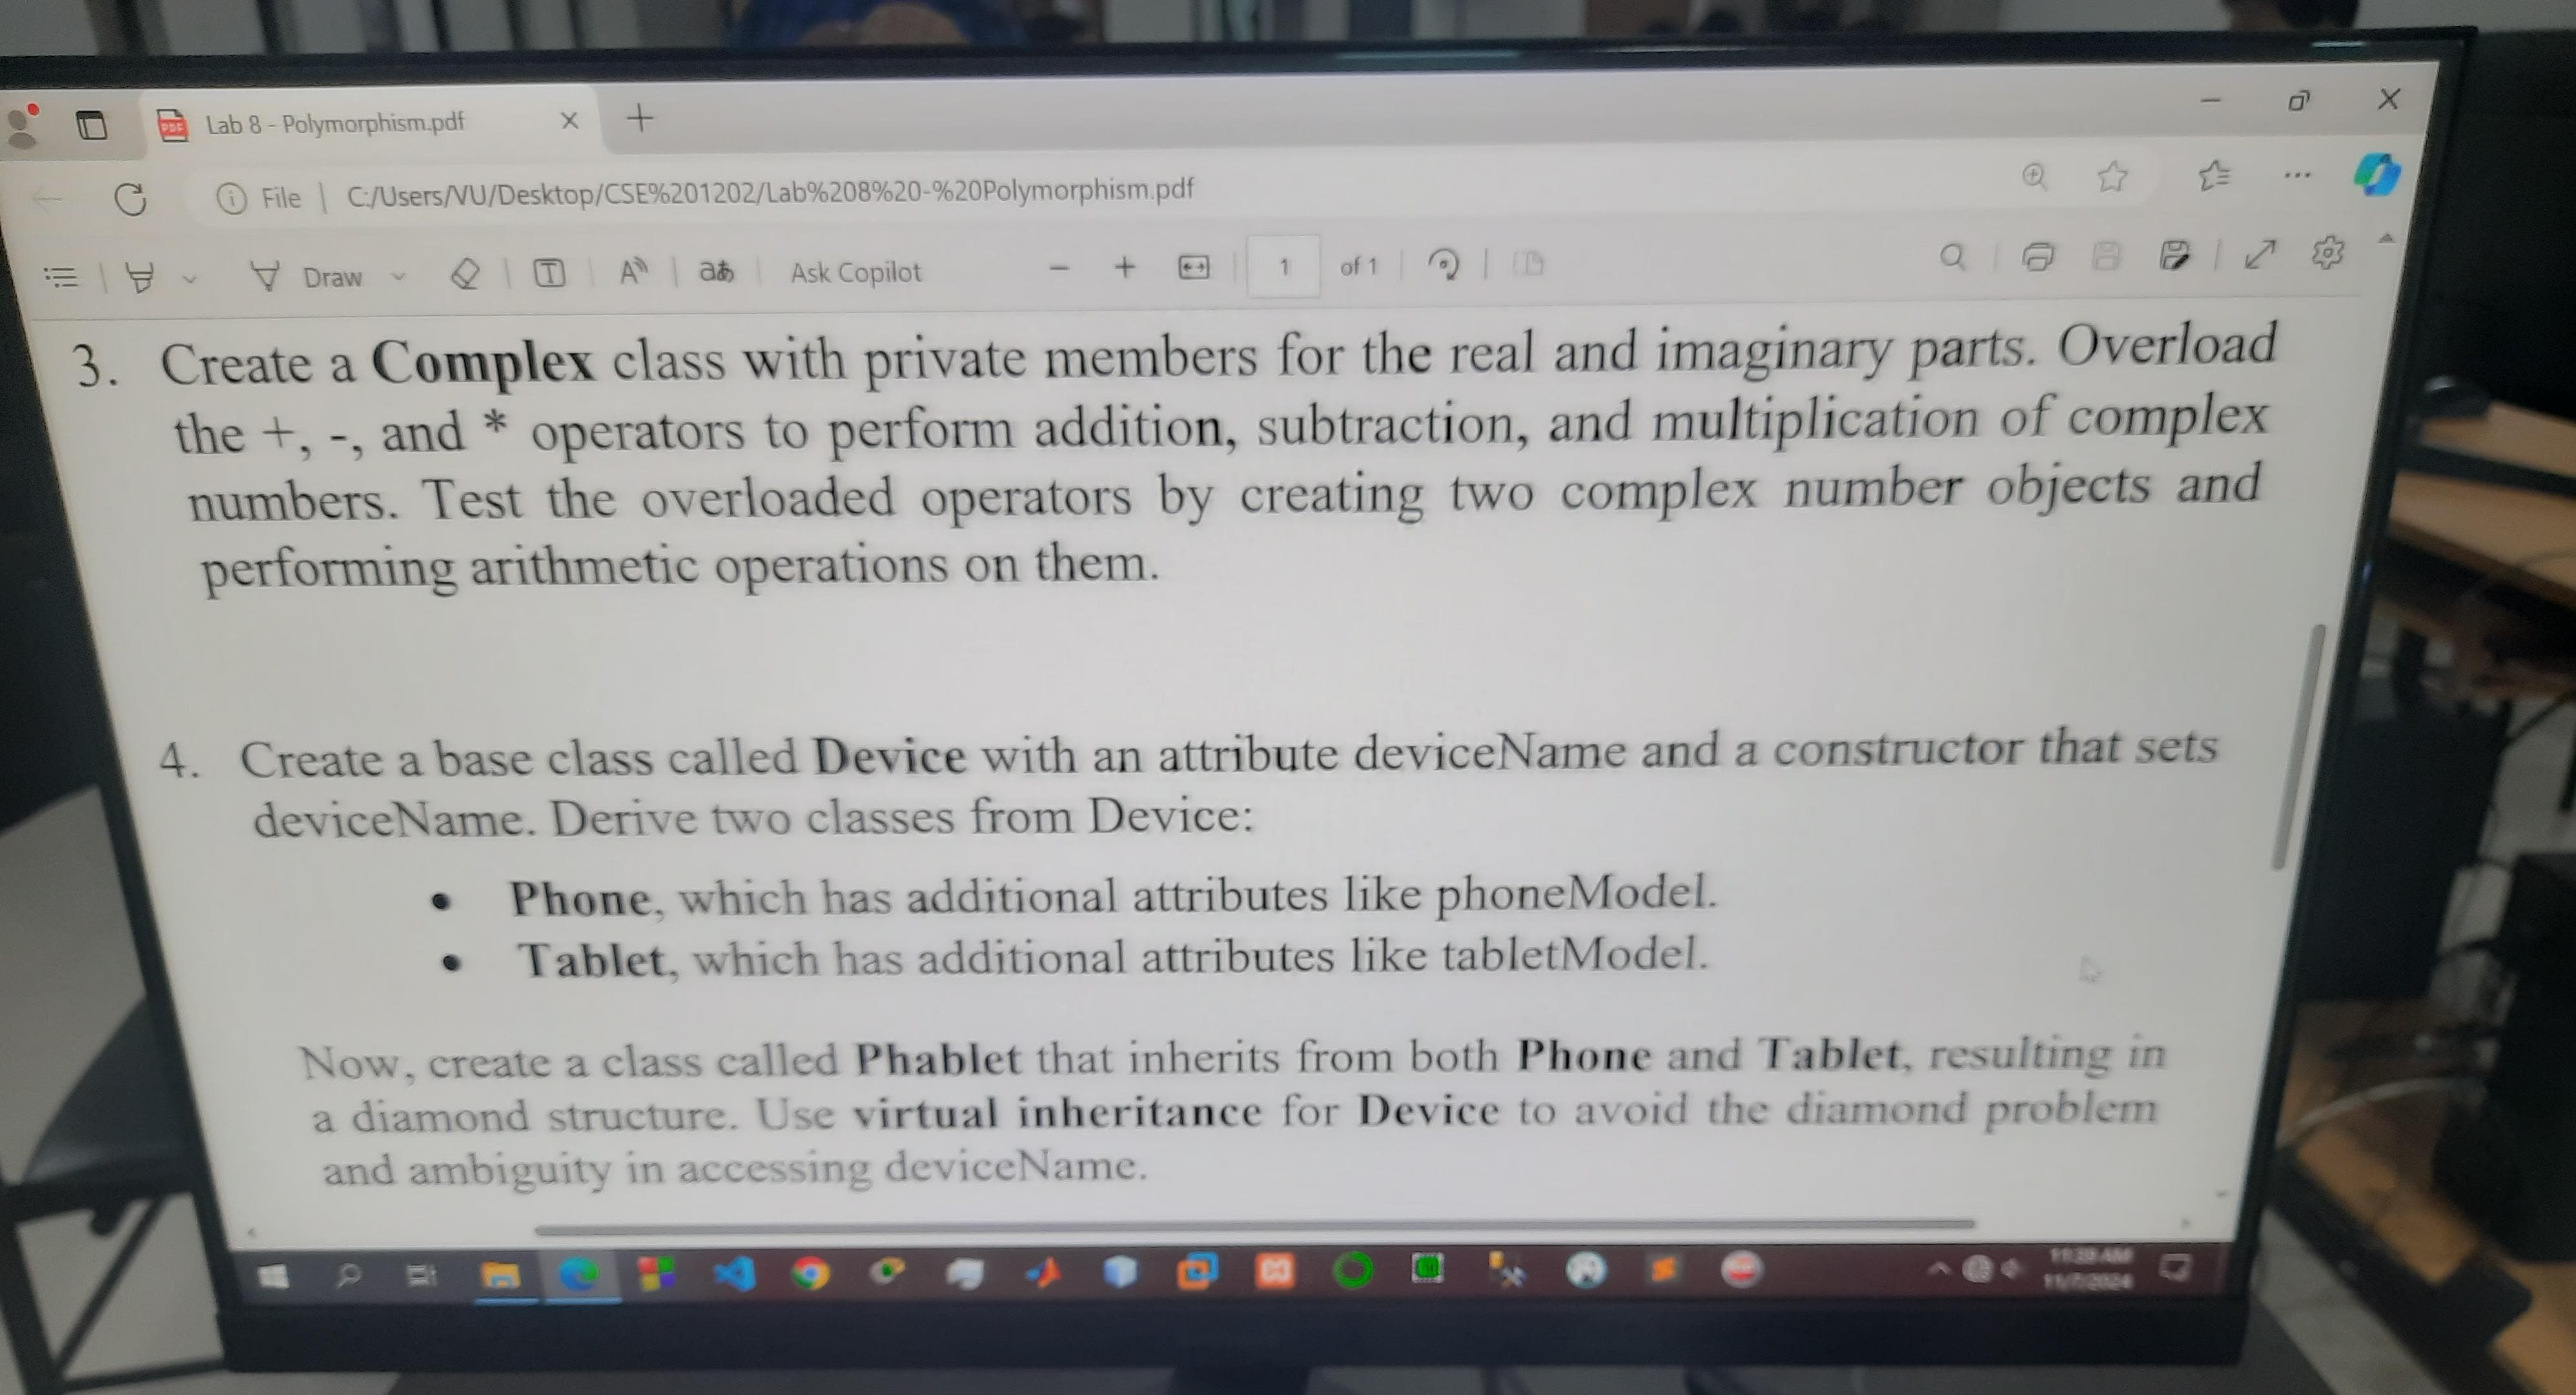 Lab 8 - Polymorphism.pdf
File | C:/Users/VU/Desktop/CSE%201202/Lab%208%20-%20Polymorphism.pdf
Draw
Ask Copilot
1 of 1
3. Create a Complex class with private members for the real and imaginary parts. Overload
the +, -, and * operators to perform addition, subtraction, and multiplication of complex
numbers. Test the overloaded operators by creating two complex number objects and
performing arithmetic operations on them.
4. Create a base class called Device with an attribute deviceName and a constructor that sets
deviceName. Derive two classes from Device:
• Phone, which has additional attributes like phoneModel.
• Tablet, which has additional attributes like tabletModel.
Now, create a class called Phablet that inherits from both Phone and Tablet, resulting in
a diamond structure. Use virtual inheritance for Device to avoid the diamond problem
and ambiguity in accessing deviceName.
11/7/2024